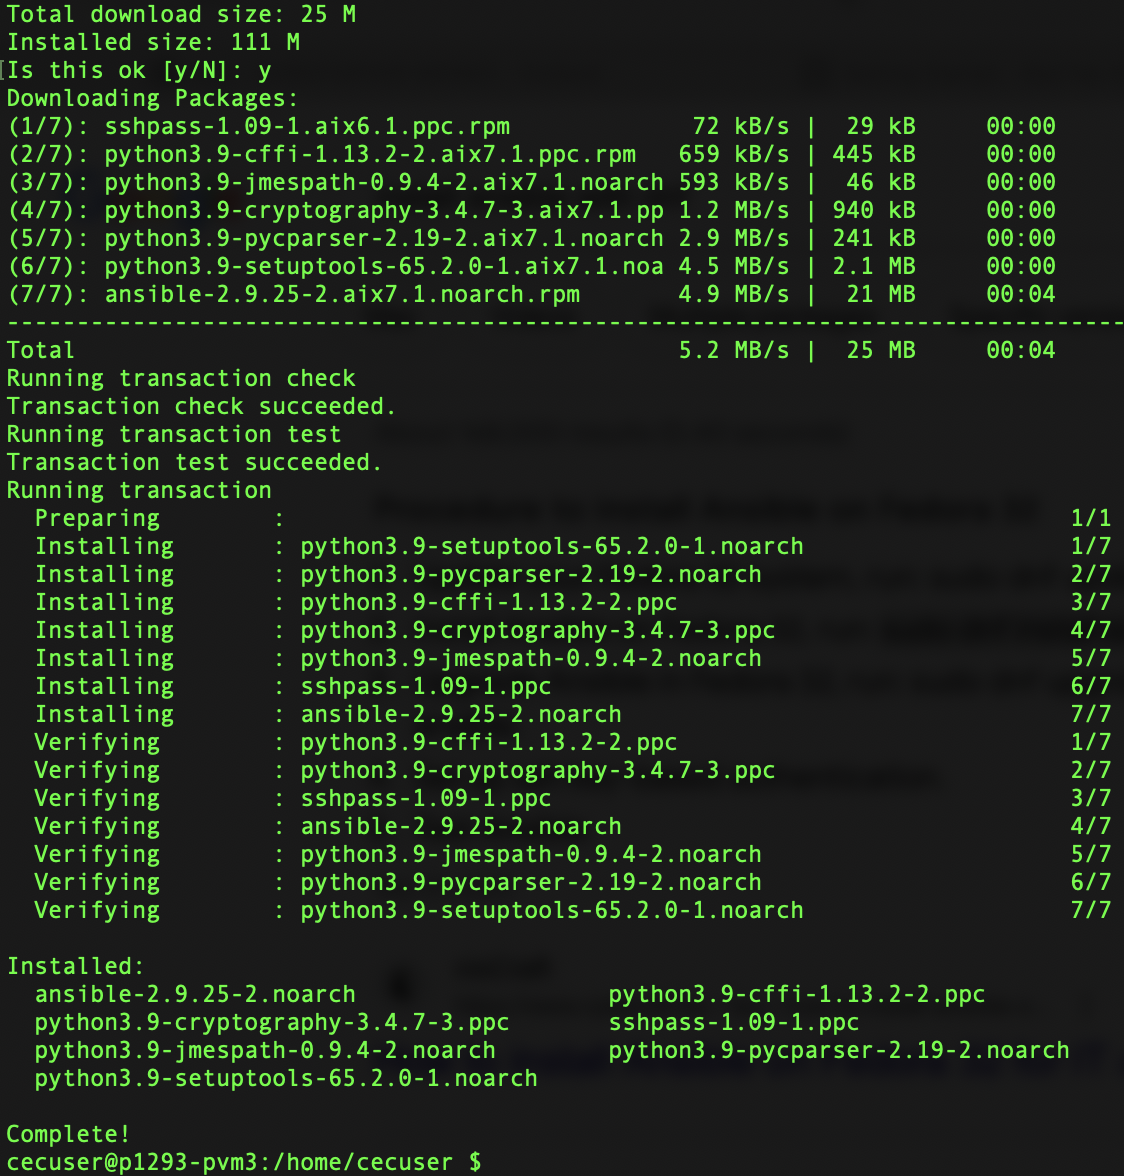 Total download size: 25 M
Installed size: 111 M
[Is this ok [y/N]: y
Downloading Packages:
(1/7): sshpass-1.09-1.aix6.1.ppc.rpm             72 kB/s |  29 kB     00:00
(2/7): python3.9-cffi-1.13.2-2.aix7.1.ppc.rpm   659 kB/s | 445 kB     00:00
(3/7): python3.9-jmespath-0.9.4-2.aix7.1.noarch 593 kB/s |  46 kB     00:00
(4/7): python3.9-cryptography-3.4.7-3.aix7.1.pp 1.2 MB/s | 940 kB     00:00
(5/7): python3.9-pycparser-2.19-2.aix7.1.noarch 2.9 MB/s | 241 kB     00:00
(6/7): python3.9-setuptools-65.2.0-1.aix7.1.noa 4.5 MB/s | 2.1 MB     00:00
(7/7): ansible-2.9.25-2.aix7.1.noarch.rpm       4.9 MB/s |  21 MB     00:04
--------------------------------------------------------------------------------
Total                                           5.2 MB/s |  25 MB     00:04
Running transaction check
Transaction check succeeded.
Running transaction test
Transaction test succeeded.
Running transaction
  Preparing        :                                                        1/1
  Installing       : python3.9-setuptools-65.2.0-1.noarch                   1/7
  Installing       : python3.9-pycparser-2.19-2.noarch                      2/7
  Installing       : python3.9-cffi-1.13.2-2.ppc                            3/7
  Installing       : python3.9-cryptography-3.4.7-3.ppc                     4/7
  Installing       : python3.9-jmespath-0.9.4-2.noarch                      5/7
  Installing       : sshpass-1.09-1.ppc                                     6/7
  Installing       : ansible-2.9.25-2.noarch                                7/7
  Verifying        : python3.9-cffi-1.13.2-2.ppc                            1/7
  Verifying        : python3.9-cryptography-3.4.7-3.ppc                     2/7
  Verifying        : sshpass-1.09-1.ppc                                     3/7
  Verifying        : ansible-2.9.25-2.noarch                                4/7
  Verifying        : python3.9-jmespath-0.9.4-2.noarch                      5/7
  Verifying        : python3.9-pycparser-2.19-2.noarch                      6/7
  Verifying        : python3.9-setuptools-65.2.0-1.noarch                   7/7

Installed:
  ansible-2.9.25-2.noarch                  python3.9-cffi-1.13.2-2.ppc
  python3.9-cryptography-3.4.7-3.ppc       sshpass-1.09-1.ppc
  python3.9-jmespath-0.9.4-2.noarch        python3.9-pycparser-2.19-2.noarch
  python3.9-setuptools-65.2.0-1.noarch

Complete!
cecuser@p1293-pvm3:/home/cecuser $